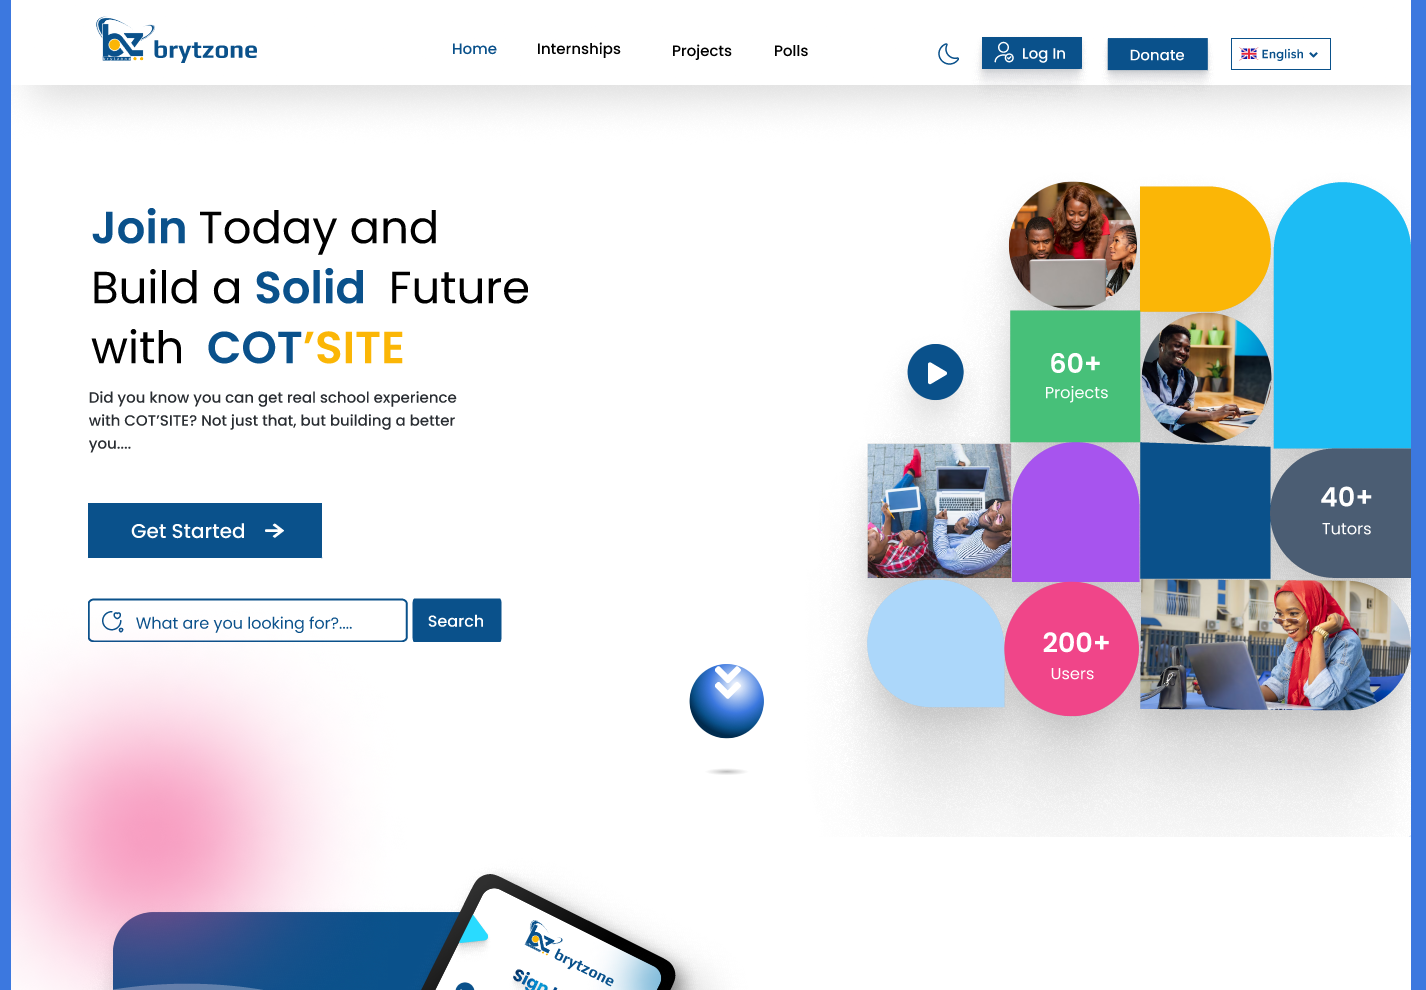 brytzone
Home
Internships
Projects
Polls
Log In
Donate
English
Join Today and
Build a Solid Future
with COT’SITE
Did you know you can get real school experience
with COT’SITE? Not just that, but building a better
you....
Get Started
What are you looking for?....
Search
60+
Projects
40+
Tutors
200+
Users
brytzone
Sign